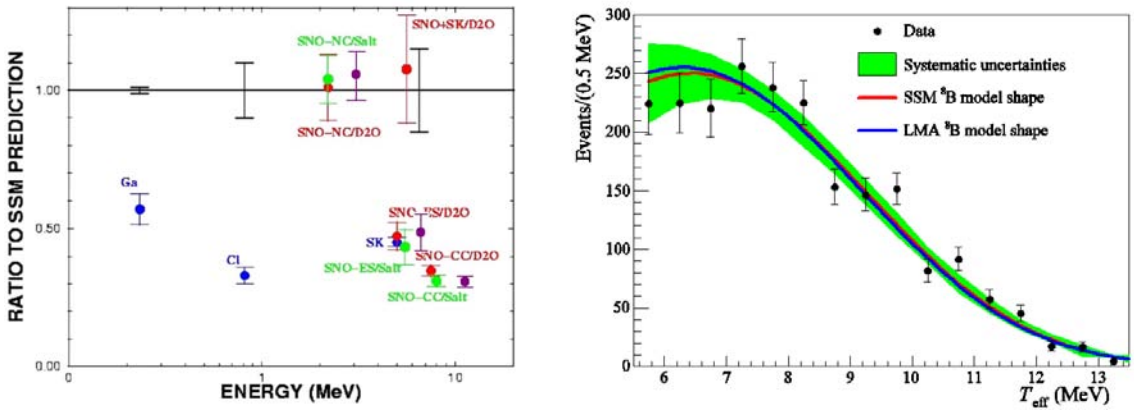 RATIO TO SSM PREDICTION
SNO+SK/D2O
SNO-NC/Salt
1.00
SNO-NC/D2O
Ga
SNO-ES/D2O
0.50
SK
SNO-CC/D2O
Cl
SNO-ES/Salt
SNO-CC/Salt
0.00
0
1
10
ENERGY (MeV)
Events/(0.5 MeV)
300
250
200
150
100
50
0
Data
Systematic uncertainties
SSM ⁸B model shape
LMA ⁸B model shape
6 7 8 9 10 11 12 13
T_eff (MeV)